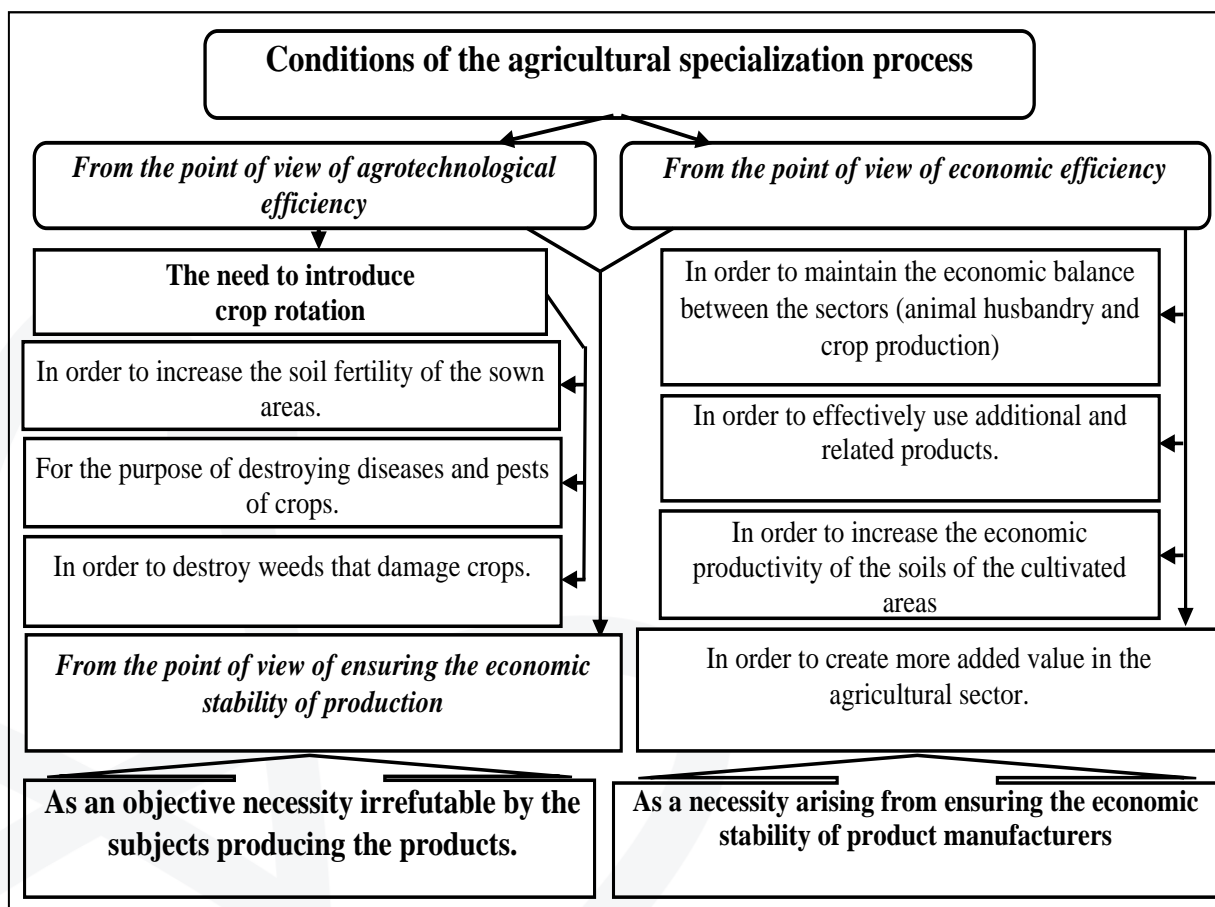 Conditions of the agricultural specialization process
From the point of view of agrotechnological
efficiency
From the point of view of economic efficiency
The need to introduce
crop rotation
In order to increase the soil fertility of the sown
areas.
For the purpose of destroying diseases and pests
of crops.
In order to destroy weeds that damage crops.
In order to maintain the economic balance
between the sectors (animal husbandry and
crop production)
In order to effectively use additional and
related products.
In order to increase the economic
productivity of the soils of the cultivated
areas
From the point of view of ensuring the economic
stability of production
In order to create more added value in the
agricultural sector.
As an objective necessity irrefutable by the
subjects producing the products.
As a necessity arising from ensuring the economic
stability of product manufacturers